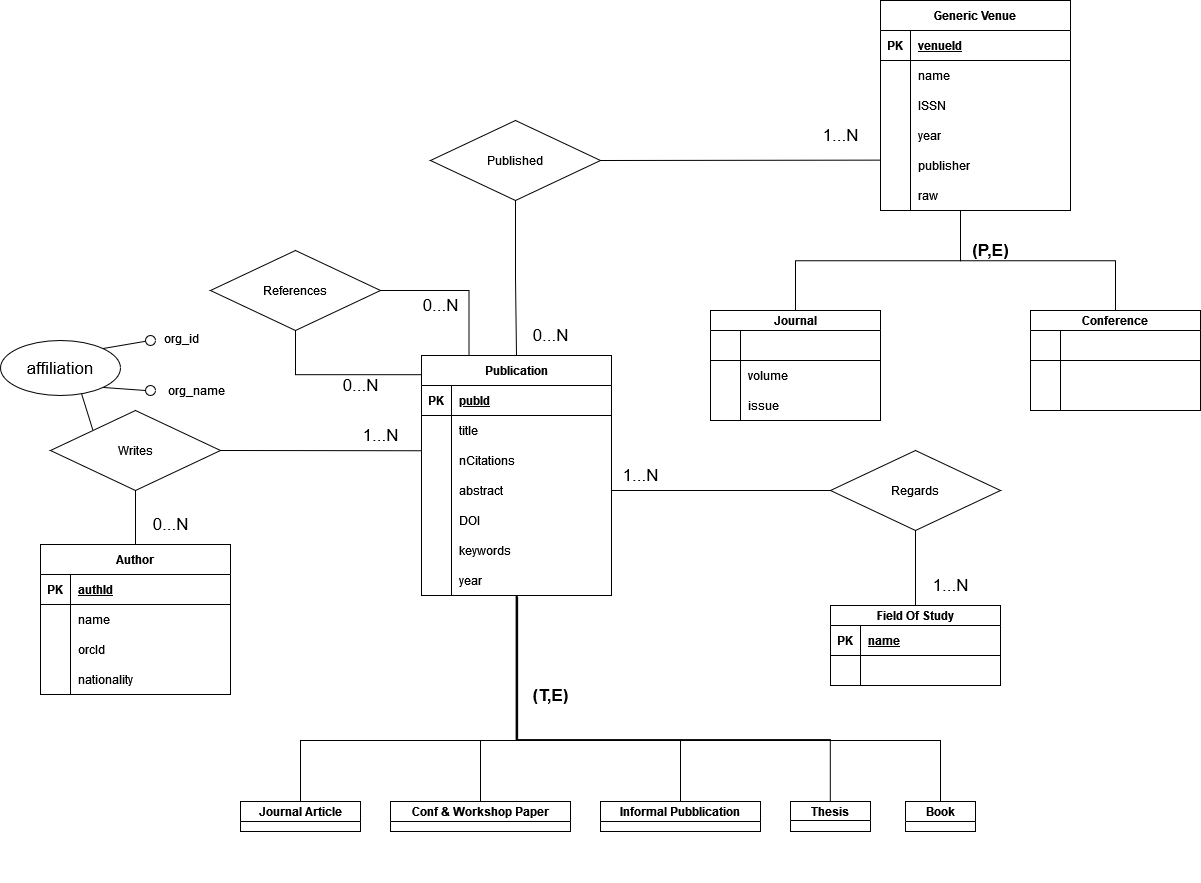 Generic Venue
PK venueId
name
ISSN
year
publisher
raw
1...N
Published
(P,E)
Journal
volume
issue
Conference
References
0...N
0...N
0...N
org_id
affiliation
org_name
Writes
1...N
0...N
Publication
PK pubId
title
nCitations
abstract
DOI
keywords
year
1...N
Regards
1...N
Field Of Study
PK name
Author
PK authId
name
orcId
nationality
(T,E)
Journal Article
Conf & Workshop Paper
Informal Pubblication
Thesis
Book